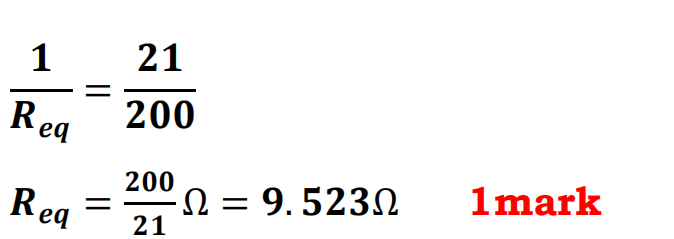 1/R_eq = 21/200
R_eq = 200/21 Ω = 9.523Ω 1mark